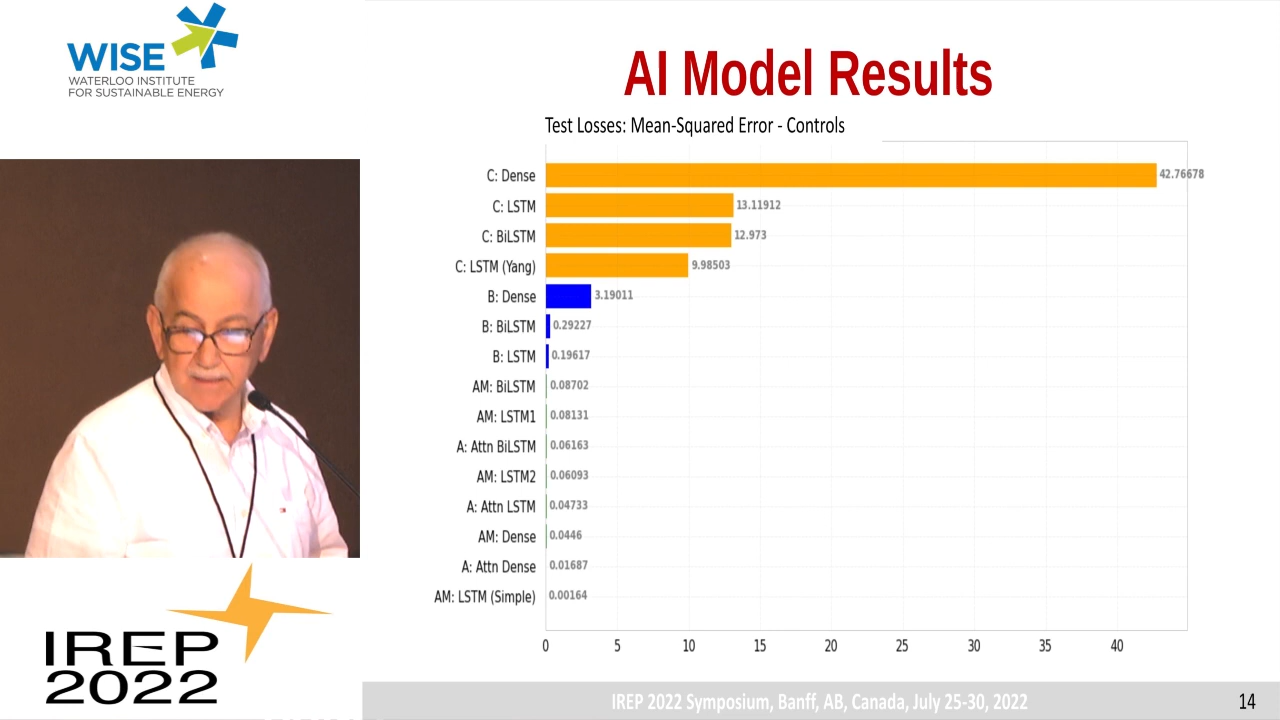 WISE
WATERLOO INSTITUTE
FOR SUSTAINABLE ENERGY
AI Model Results
Test Losses: Mean-Squared Error - Controls
C: Dense 42.76678
C: LSTM 13.11912
C: BiLSTM 12.973
C: LSTM (Yang) 9.98503
B: Dense 3.19011
B: BiLSTM 0.29227
B: LSTM 0.19617
AM: BiLSTM 0.08702
AM: LSTM1 0.08131
A: Attn BiLSTM 0.06163
AM: LSTM2 0.06093
A: Attn LSTM 0.04733
AM: Dense 0.0446
A: Attn Dense 0.01687
AM: LSTM (Simple) 0.00164
0 5 10 15 20 25 30 35 40
IREP
2022
IREP 2022 Symposium, Banff, AB, Canada, July 25-30, 2022
14